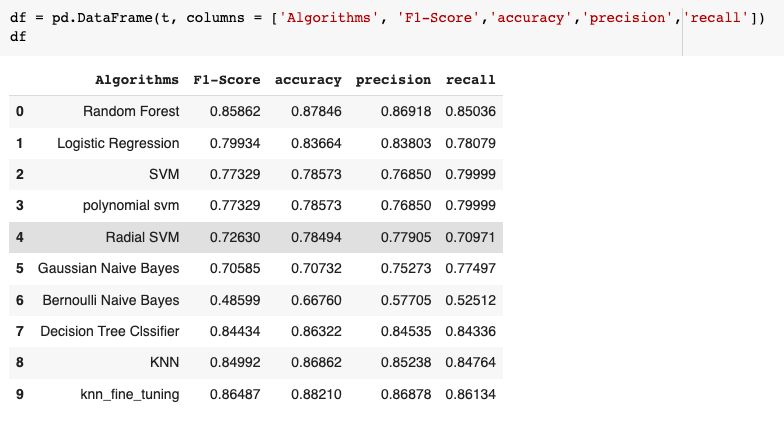 df = pd.DataFrame(t, columns = ['Algorithms', 'F1-Score','accuracy','precision','recall'])
df
Algorithms F1-Score accuracy precision recall
0 Random Forest 0.85862 0.87846 0.86918 0.85036
1 Logistic Regression 0.79934 0.83664 0.83803 0.78079
2 SVM 0.77329 0.78573 0.76850 0.79999
3 polynomial svm 0.77329 0.78573 0.76850 0.79999
4 Radial SVM 0.72630 0.78494 0.77905 0.70971
5 Gaussian Naive Bayes 0.70585 0.70732 0.75273 0.77497
6 Bernoulli Naive Bayes 0.48599 0.66760 0.57705 0.52512
7 Decision Tree Clssifier 0.84434 0.86322 0.84535 0.84336
8 KNN 0.84992 0.86862 0.85238 0.84764
9 knn_fine_tuning 0.86487 0.88210 0.86878 0.86134